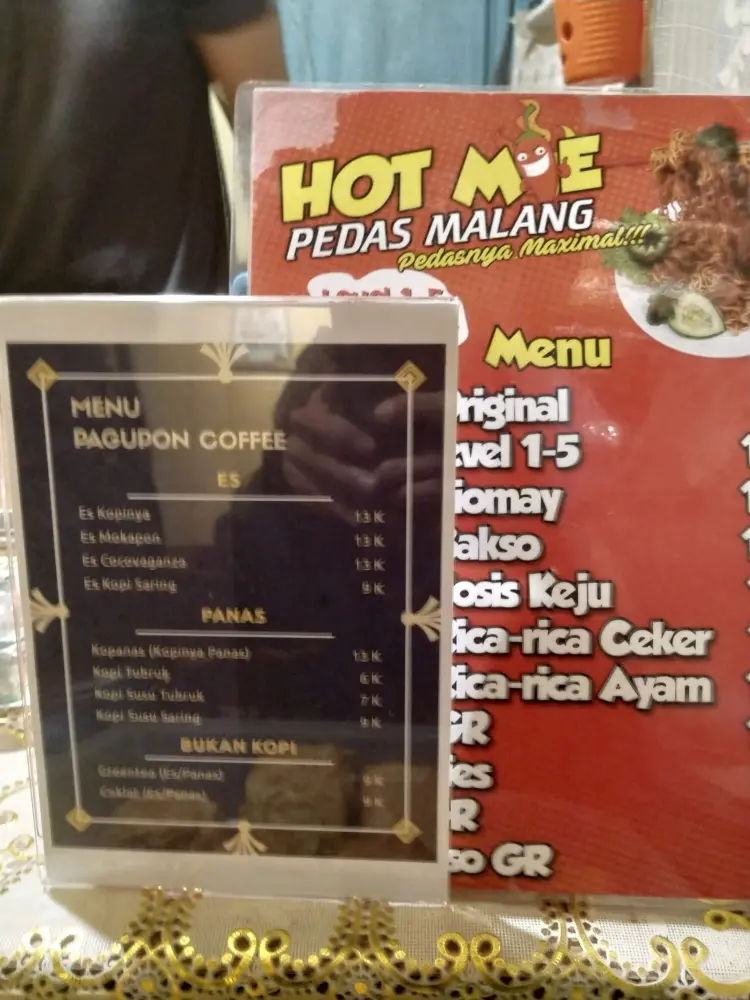 HOT MIE
PEDAS MALANG
Pedasnya Maximal!!!
Menu
riginal
evel 1-5
iomay
akso
osis Keju
ica-rica Ceker
ica-rica Ayam
GR
es
R
so GR
MENU
PAGUPON COFFEE
ES
Es Kopinya 13 K
Es Mokapon 13 K
Es Cocovaganza 13 K
Es Kopi Saring 9 K
PANAS
Kopanas (Kopinya Panas) 13 K
Kopi Tubruk 6 K
Kopi Susu Tubruk 7 K
Kopi Susu Saring 9 K
BUKAN KOPI
Greentea (Es/Panas) 9 K
Coklat (Es/Panas) 9 K